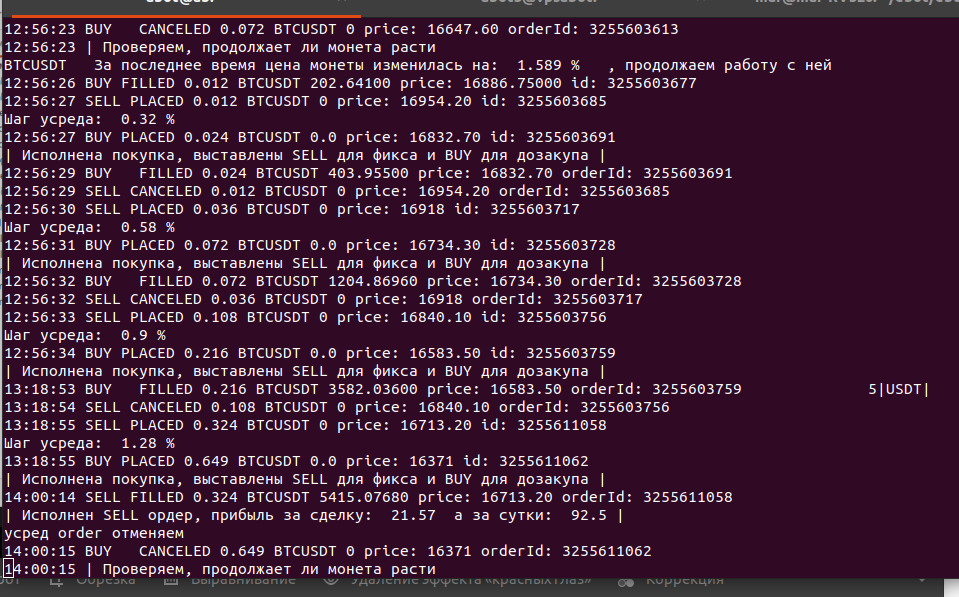 12:56:23 BUY   CANCELED 0.072 BTCUSDT 0 price: 16647.60 orderId: 3255603613
12:56:23 | Проверяем, продолжает ли монета расти
BTCUSDT   За последнее время цена монеты изменилась на:  1.589 %   , продолжаем работу с ней
12:56:26 BUY FILLED 0.012 BTCUSDT 202.64100 price: 16886.75000 id: 3255603677
12:56:27 SELL PLACED 0.012 BTCUSDT 0 price: 16954.20 id: 3255603685
Шаг усреда:  0.32 %
12:56:27 BUY PLACED 0.024 BTCUSDT 0.0 price: 16832.70 id: 3255603691
| Исполнена покупка, выставлены SELL для фикса и BUY для дозакупа |
12:56:29 BUY   FILLED 0.024 BTCUSDT 403.95500 price: 16832.70 orderId: 3255603691
12:56:29 SELL CANCELED 0.012 BTCUSDT 0 price: 16954.20 orderId: 3255603685
12:56:30 SELL PLACED 0.036 BTCUSDT 0 price: 16918 id: 3255603717
Шаг усреда:  0.58 %
12:56:31 BUY PLACED 0.072 BTCUSDT 0.0 price: 16734.30 id: 3255603728
| Исполнена покупка, выставлены SELL для фикса и BUY для дозакупа |
12:56:32 BUY   FILLED 0.072 BTCUSDT 1204.86960 price: 16734.30 orderId: 3255603728
12:56:32 SELL CANCELED 0.036 BTCUSDT 0 price: 16918 orderId: 3255603717
12:56:33 SELL PLACED 0.108 BTCUSDT 0 price: 16840.10 id: 3255603756
Шаг усреда:  0.9 %
12:56:34 BUY PLACED 0.216 BTCUSDT 0.0 price: 16583.50 id: 3255603759
| Исполнена покупка, выставлены SELL для фикса и BUY для дозакупа |
13:18:53 BUY   FILLED 0.216 BTCUSDT 3582.03600 price: 16583.50 orderId: 3255603759              5|USDT|
13:18:54 SELL CANCELED 0.108 BTCUSDT 0 price: 16840.10 orderId: 3255603756
13:18:55 SELL PLACED 0.324 BTCUSDT 0 price: 16713.20 id: 3255611058
Шаг усреда:  1.28 %
13:18:55 BUY PLACED 0.649 BTCUSDT 0.0 price: 16371 id: 3255611062
| Исполнена покупка, выставлены SELL для фикса и BUY для дозакупа |
14:00:14 SELL FILLED 0.324 BTCUSDT 5415.07680 price: 16713.20 orderId: 3255611058
| Исполнен SELL ордер, прибыль за сделку:  21.57  а за сутки:  92.5 |
усред order отменяем
14:00:15 BUY   CANCELED 0.649 BTCUSDT 0 price: 16371 orderId: 3255611062
14:00:15 | Проверяем, продолжает ли монета расти
Обрезка Выравнивание Удаление эффекта «красных глаз» Коррекция